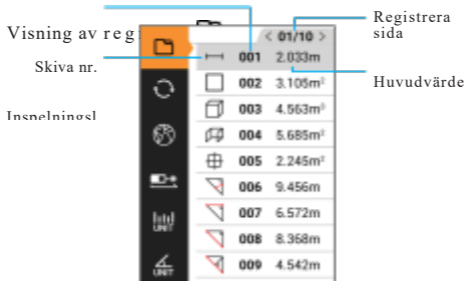 Registrera
sida
Visning av reg
Skiva nr.
Huvudvärde
Inspelningsl
< 01/10 >
001 2.033m
002 3.105m²
003 4.563m³
004 5.685m²
005 2.245m²
006 9.456m
007 6.572m
008 8.368m
009 4.542m
UNIT
UNIT